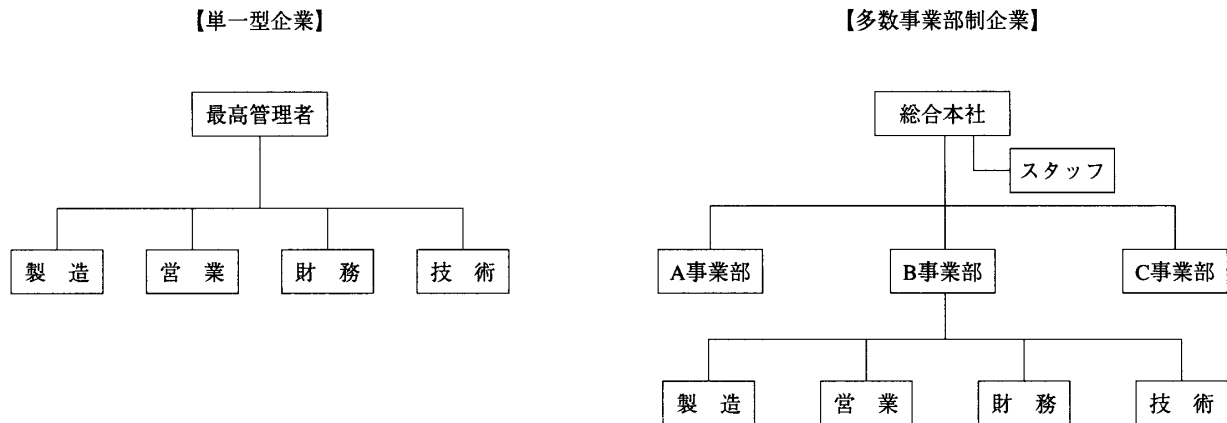 【単一型企業】
最高管理者
製 造
営 業
財 務
技 術
【多数事業部制企業】
総合本社
スタッフ
A事業部
B事業部
C事業部
製 造
営 業
財 務
技 術